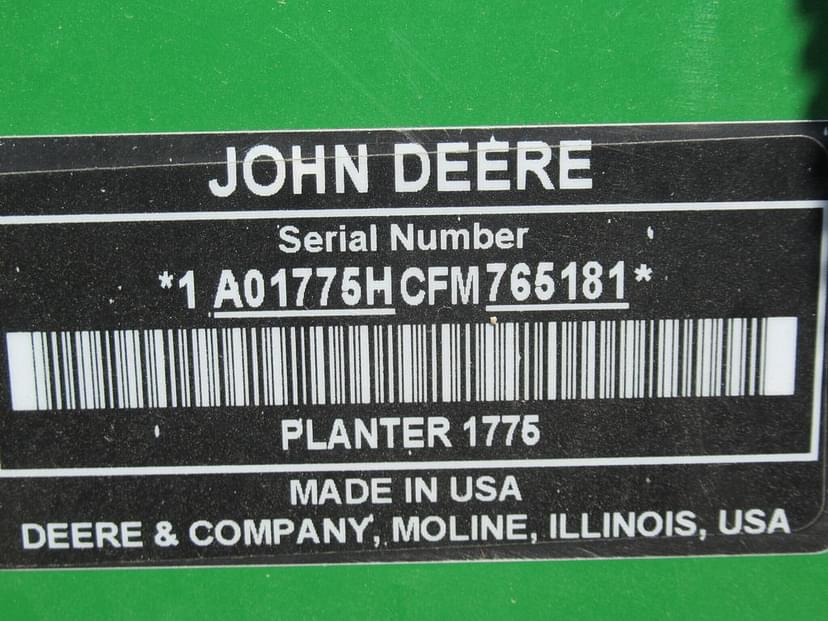 JOHN DEERE
Serial Number
*1 A01775H CFM 765181 *
PLANTER 1775
MADE IN USA
DEERE & COMPANY, MOLINE, ILLINOIS, USA